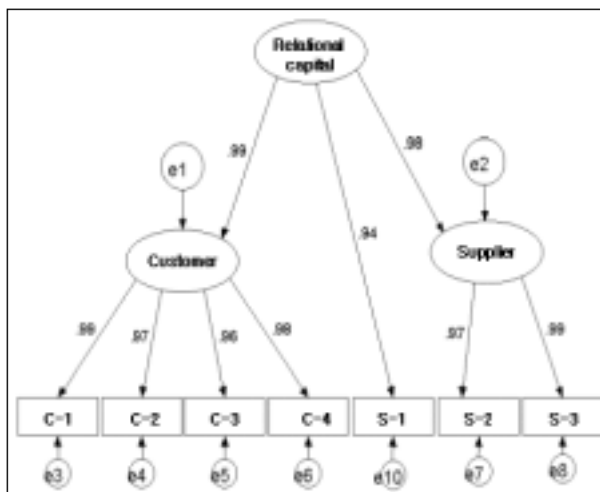 Relational
capital
.99
.98
e1
e2
.94
Customer
Supplier
.99
.97
.96
.98
.97
.99
C-1
C-2
C-3
C-4
S-1
S-2
S-3
e3
e4
e5
e6
e10
e7
e8